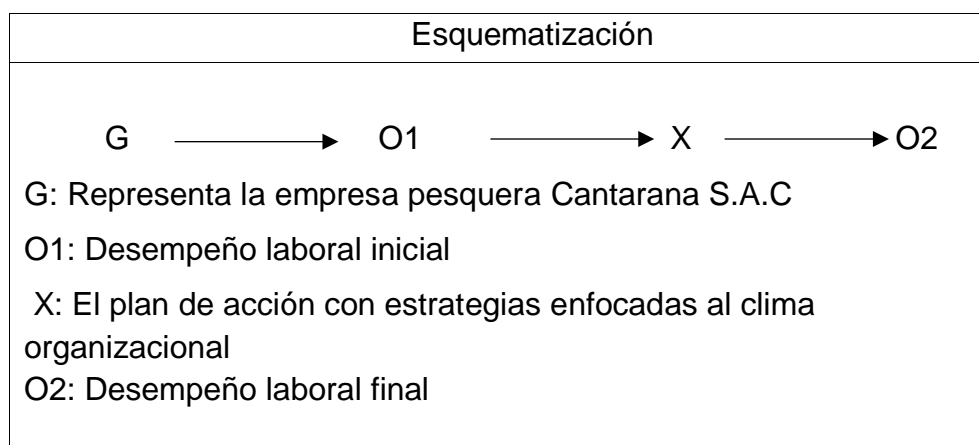 Esquematización
G O1 X O2
G: Representa la empresa pesquera Cantarana S.A.C
O1: Desempeño laboral inicial
X: El plan de acción con estrategias enfocadas al clima
organizacional
O2: Desempeño laboral final